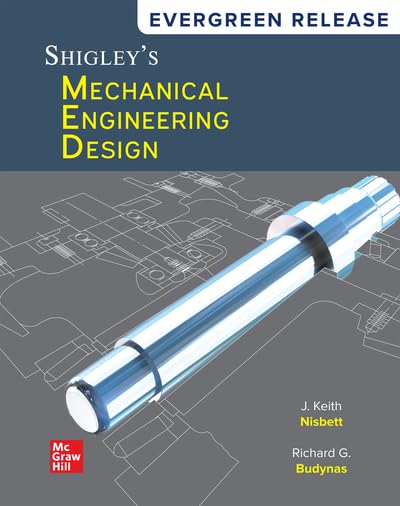 EVERGREEN RELEASE
SHIGLEY'S
MECHANICAL
ENGINEERING
DESIGN
J. Keith
Nisbett
Mc
Graw
Hill
Richard G.
Budynas